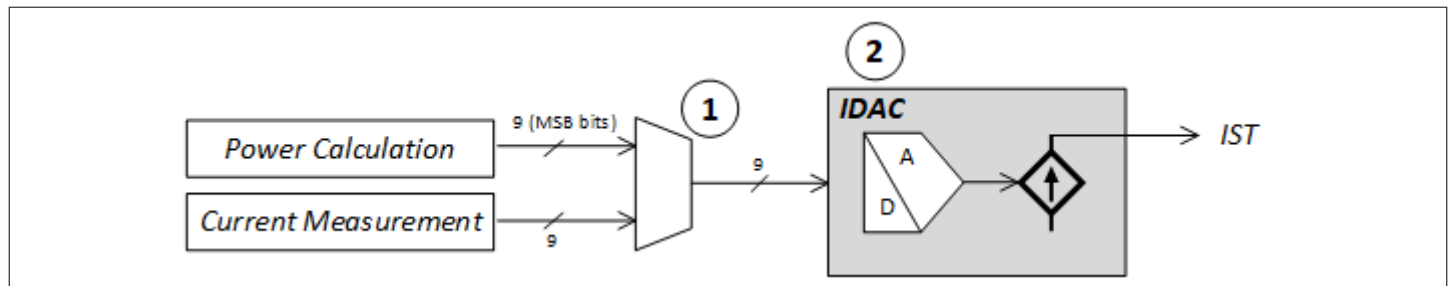 2
IDAC
1
9 (MSB bits)
Power Calculation
IST
A
9
D
Current Measurement
9